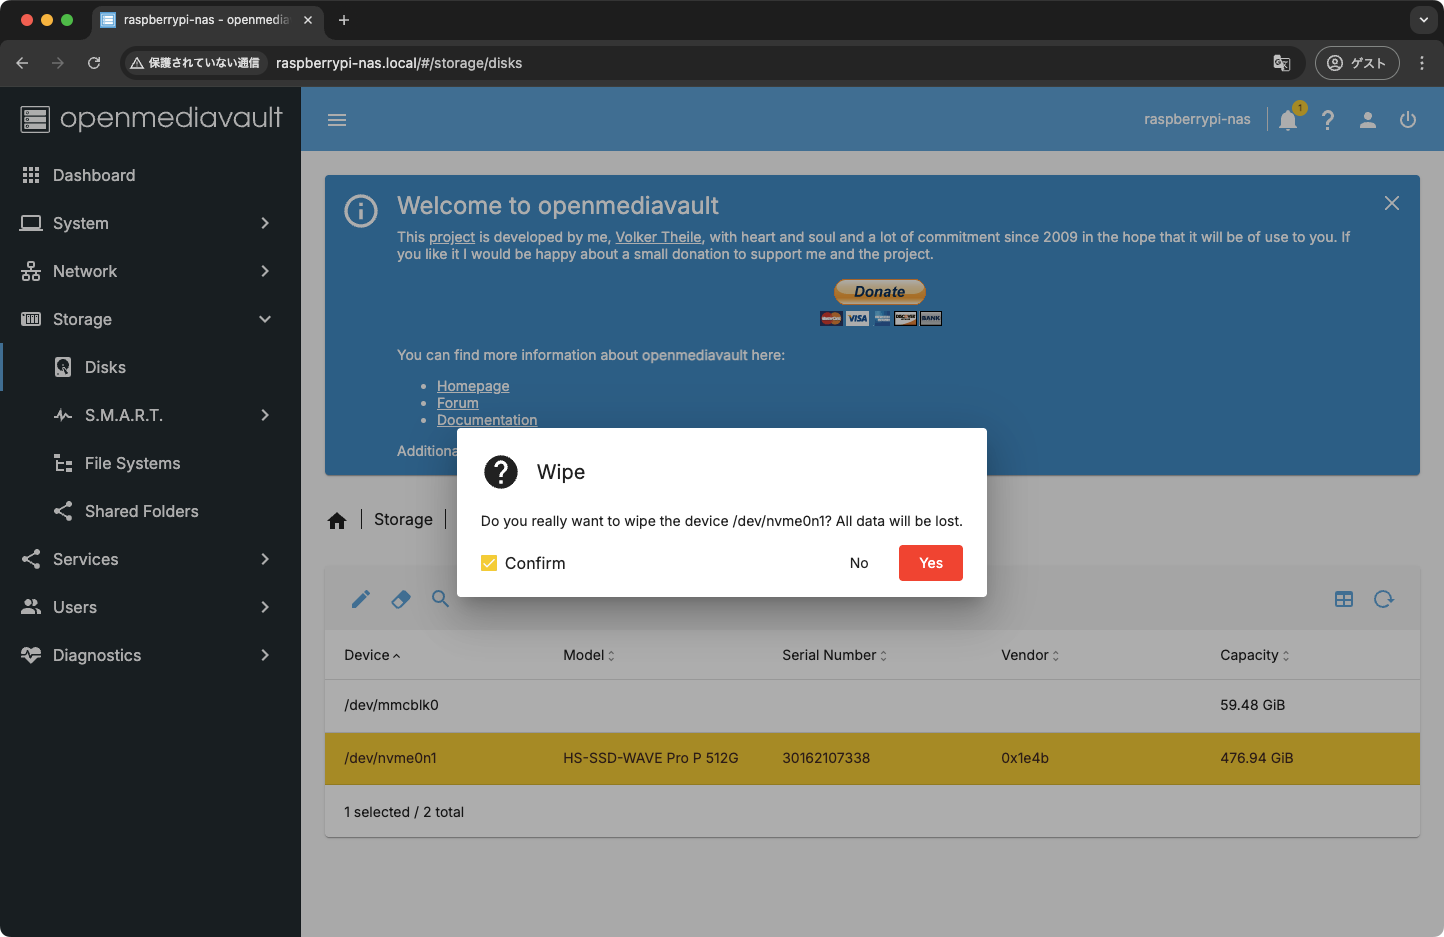 raspberrypi-nas - openmedia
保護されていない通信
raspberrypi-nas.local/#/storage/disks
ゲスト
openmediavault
raspberrypi-nas
1
Dashboard
System
Network
Storage
Disks
S.M.A.R.T.
File Systems
Shared Folders
Services
Users
Diagnostics
Welcome to openmediavault
This project is developed by me, Volker Theile, with heart and soul and a lot of commitment since 2009 in the hope that it will be of use to you. If
you like it I would be happy about a small donation to support me and the project.
Donate
VISA
BANK
You can find more information about openmediavault here:
Homepage
Forum
Documentation
Additiona
Storage
Wipe
Do you really want to wipe the device /dev/nvme0n1? All data will be lost.
Confirm
No
Yes
Device Model Serial Number Vendor Capacity
/dev/mmcblk0 59.48 GiB
/dev/nvme0n1 HS-SSD-WAVE Pro P 512G 30162107338 0x1e4b 476.94 GiB
1 selected / 2 total